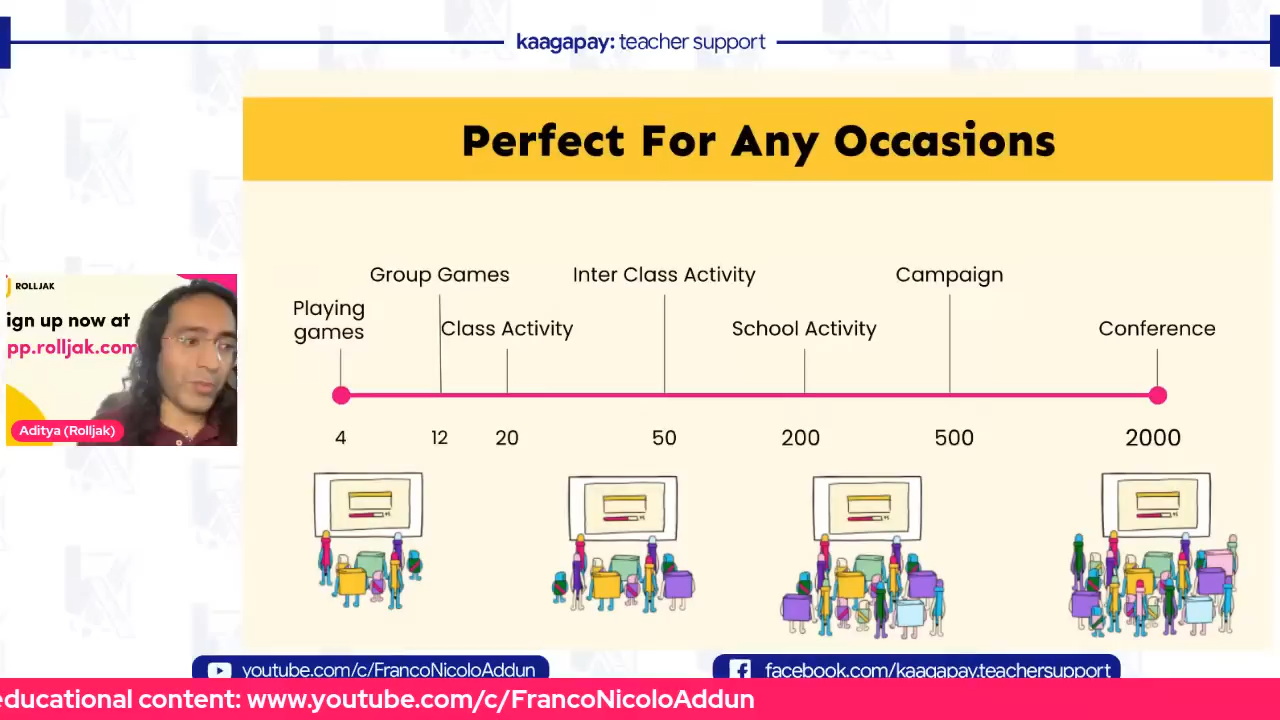 kaagapay: teacher support
Perfect For Any Occasions
Group Games
Inter Class Activity
Campaign
Playing
games
Class Activity
School Activity
Conference
4
12
20
50
200
500
2000
ROLLJAK
ign up now at
pp.rolljak.com
Aditya (Rolljak)
youtube.com/c/FrancoNicoloAddun
facebook.com/kaagapay.teachersupport
educational content: www.youtube.com/c/FrancoNicoloAddun